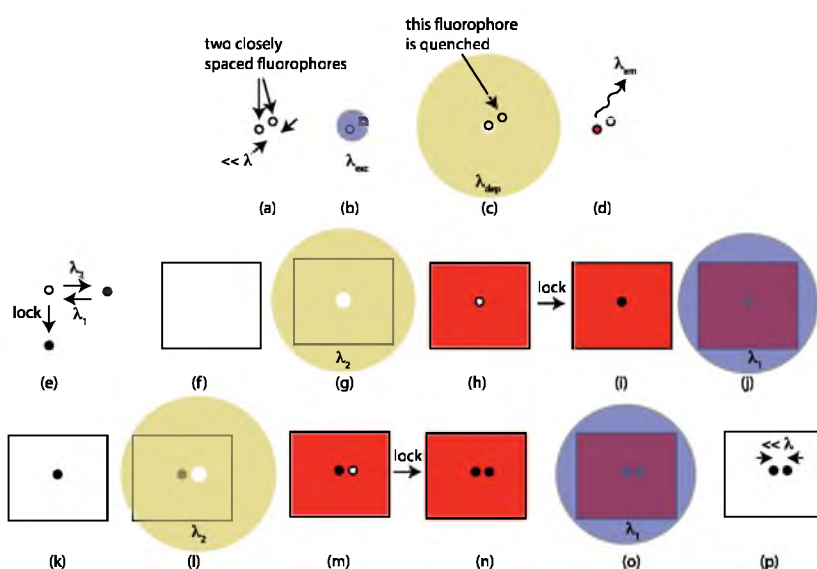 two closely
spaced fluorophores
this fluorophore
is quenched
<< λ
λexc
λdep
λem
(a)
(b)
(c)
(d)
λ2
λ1
lock
lock
λ2
λ1
(e)
(f)
(g)
(h)
(i)
(j)
lock
<< λ
λ2
λ1
(k)
(l)
(m)
(n)
(o)
(p)